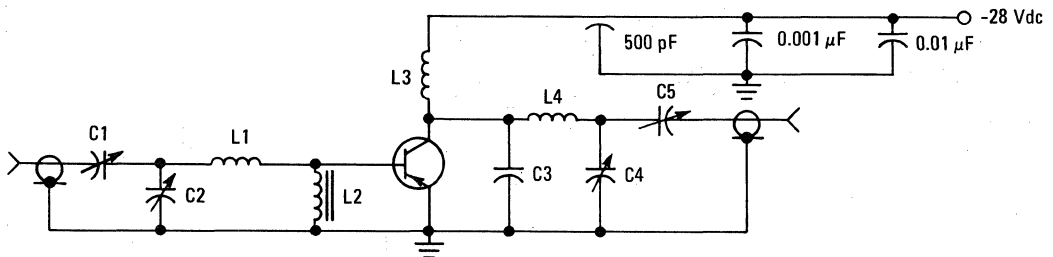 -28 Vdc
500 pF
0.001 μF
0.01 μF
L3
L4
C5
C1
L1
C2
L2
C3
C4